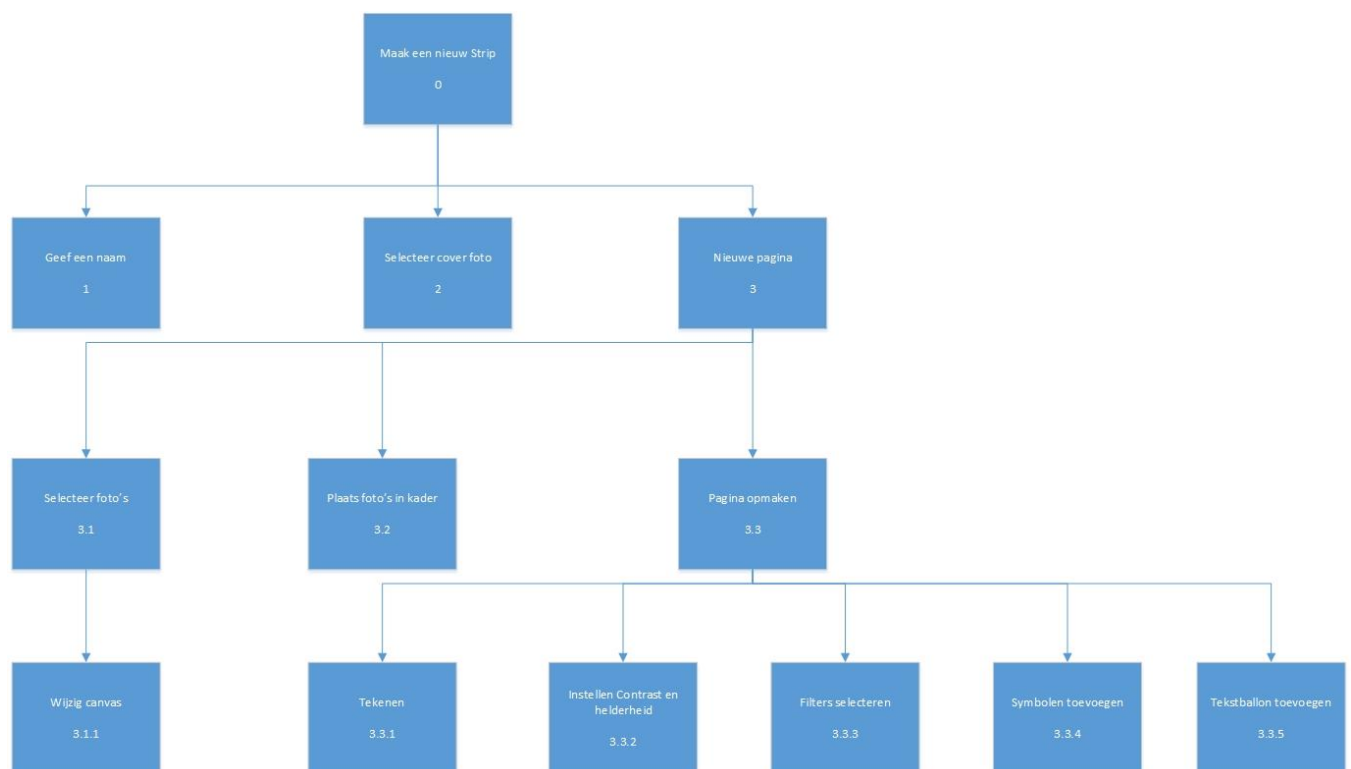 Maak een nieuw Strip
0
Geef een naam
1
Selecteer cover foto
2
Nieuwe pagina
3
Selecteer foto's
3.1
Plaats foto's in kader
3.2
Pagina opmaken
3.3
Wijzig canvas
3.1.1
Tekenen
3.3.1
Instellen Contrast en
helderheid
3.3.2
Filters selecteren
3.3.3
Symbolen toevoegen
3.3.4
Tekstballon toevoegen
3.3.5